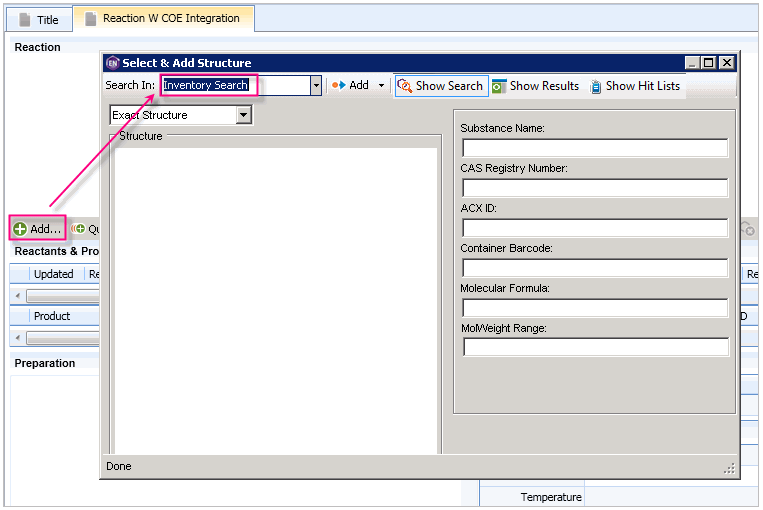 Title
Reaction W COE Integration
Reaction
EN
Select & Add Structure
Search In: Inventory Search Add Show Search Show Results Show Hit Lists
Exact Structure
Structure
Substance Name:
CAS Registry Number:
ACX ID:
Container Barcode:
Molecular Formula:
MolWeight Range:
Add... Qu
Reactants & Pro
Updated Re
Re
Product
D
Preparation
Done
Temperature